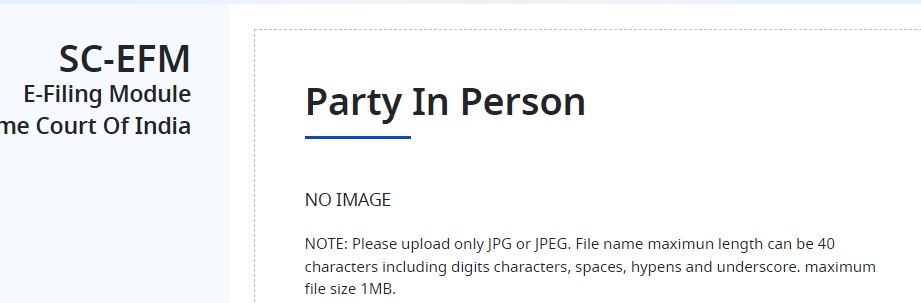 SC-EFM
E-Filing Module
Court Of India
Party In Person
NO IMAGE
NOTE: Please upload only JPG or JPEG. File name maximun length can be 40
characters including digits characters, spaces, hypens and underscore. maximum
file size 1MB.